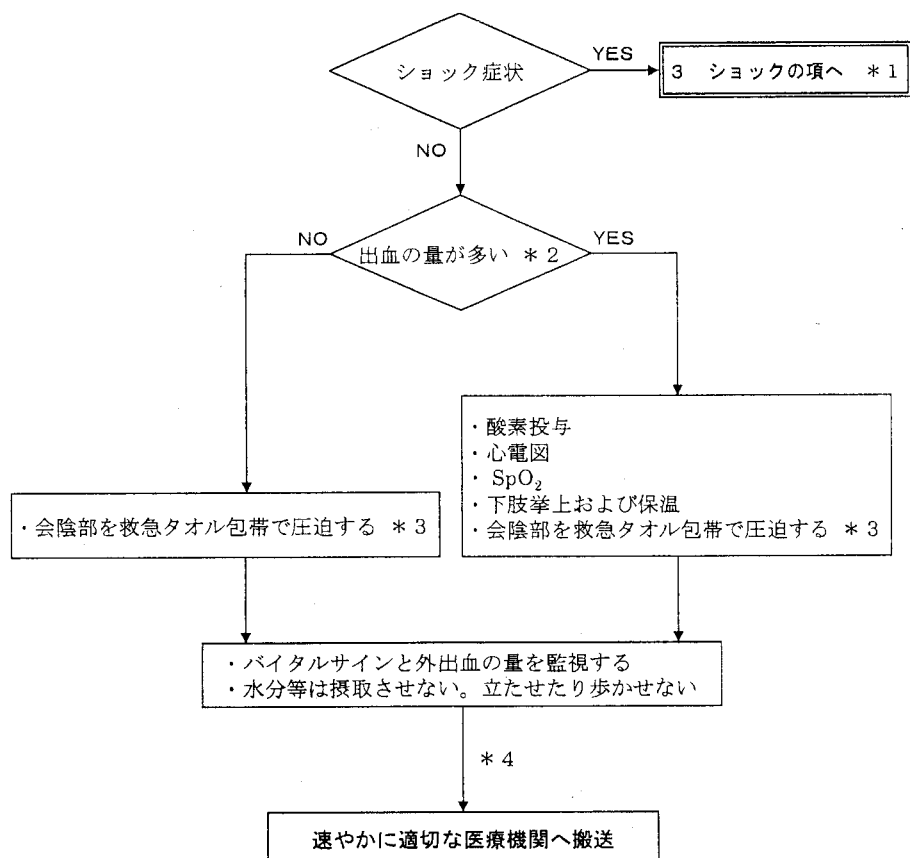 ショック症状
YES
3 ショックの項へ *1
NO
出血の量が多い *2
NO
YES
・酸素投与
・心電図
・SpO₂
・下肢挙上および保温
・会陰部を救急タオル包帯で圧迫する *3
・会陰部を救急タオル包帯で圧迫する *3
・バイタルサインと外出血の量を監視する
・水分等は摂取させない。立たせたり歩かせない
*4
速やかに適切な医療機関へ搬送